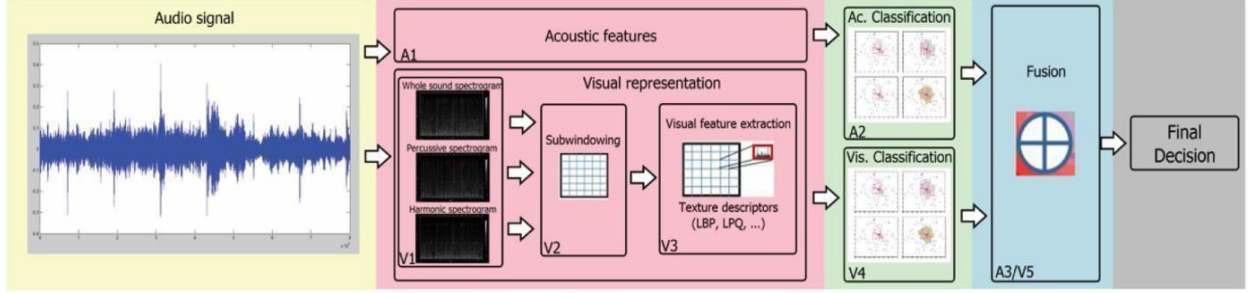 Audio signal
Acoustic features
A1
Visual representation
Whole sound spectrogram
Percussive spectrogram
Harmonic spectrogram
V1
Subwindowing
V2
Visual feature extraction
Texture descriptors
(LBP, LPQ, ...)
V3
Ac. Classification
A2
Vis. Classification
V4
Fusion
A3/V5
Final
Decision